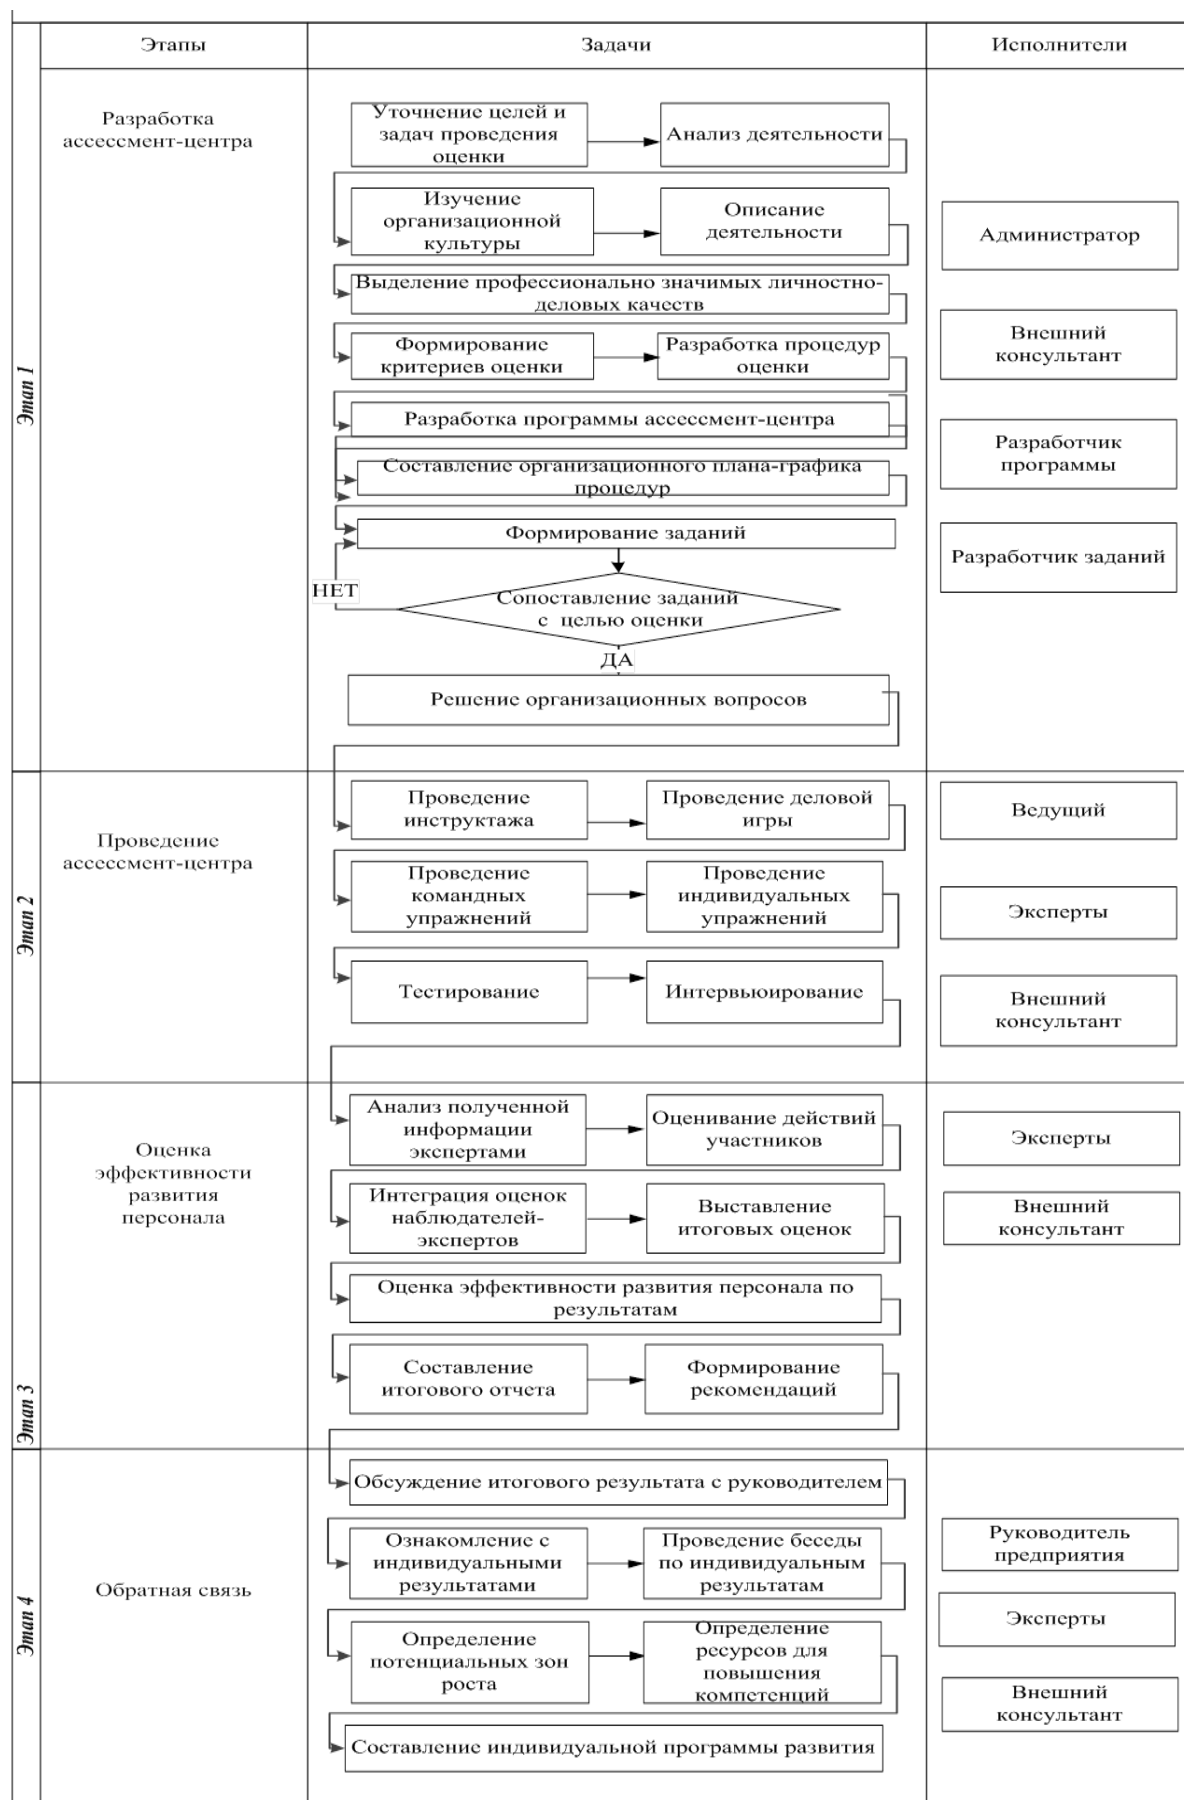 Этапы
Задачи
Исполнители
Этап 1
Разработка
ассессмент-центра
Уточнение целей и
задач проведения
оценки
Анализ деятельности
Изучение
организационной
культуры
Описание
деятельности
Выделение профессионально значимых личностно-
деловых качеств
Формирование
критериев оценки
Разработка процедур
оценки
Разработка программы ассессмент-центра
Составление организационного плана-графика
процедур
Формирование заданий
НЕТ
Сопоставление заданий
с целью оценки
ДА
Решение организационных вопросов
Администратор
Внешний
консультант
Разработчик
программы
Разработчик заданий
Этап 2
Проведение
ассессмент-центра
Проведение
инструктажа
Проведение деловой
игры
Проведение
командных
упражнений
Проведение
индивидуальных
упражнений
Тестирование
Интервьюирование
Ведущий
Эксперты
Внешний
консультант
Этап 3
Оценка
эффективности
развития
персонала
Анализ полученной
информации
экспертами
Оценивание действий
участников
Интеграция оценок
наблюдателей-
экспертов
Выставление
итоговых оценок
Оценка эффективности развития персонала по
результатам
Составление
итогового отчета
Формирование
рекомендаций
Эксперты
Внешний
консультант
Этап 4
Обратная связь
Обсуждение итогового результата с руководителем
Ознакомление с
индивидуальными
результатами
Проведение беседы
по индивидуальным
результатам
Определение
потенциальных зон
роста
Определение
ресурсов для
повышения
компетенций
Составление индивидуальной программы развития
Руководитель
предприятия
Эксперты
Внешний
консультант